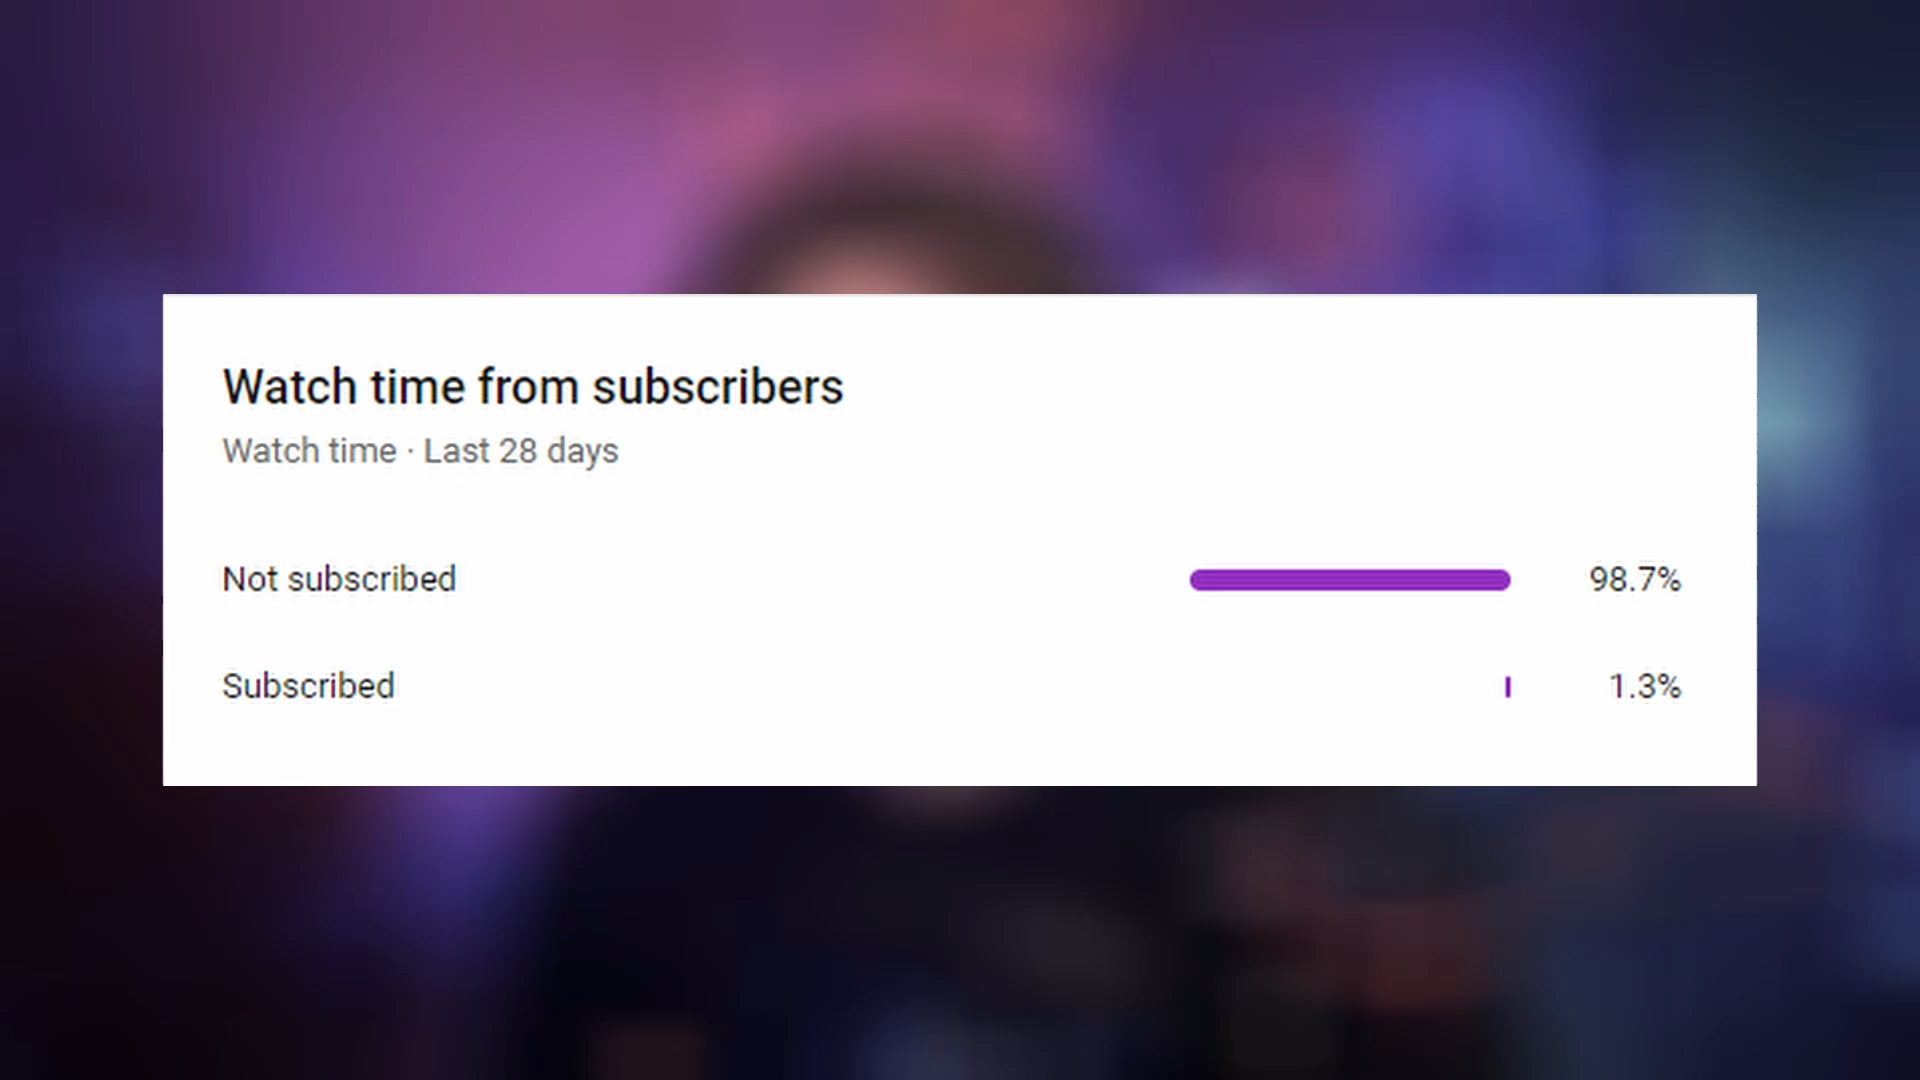 Watch time from subscribers
Watch time · Last 28 days
Not subscribed 98.7%
Subscribed 1.3%